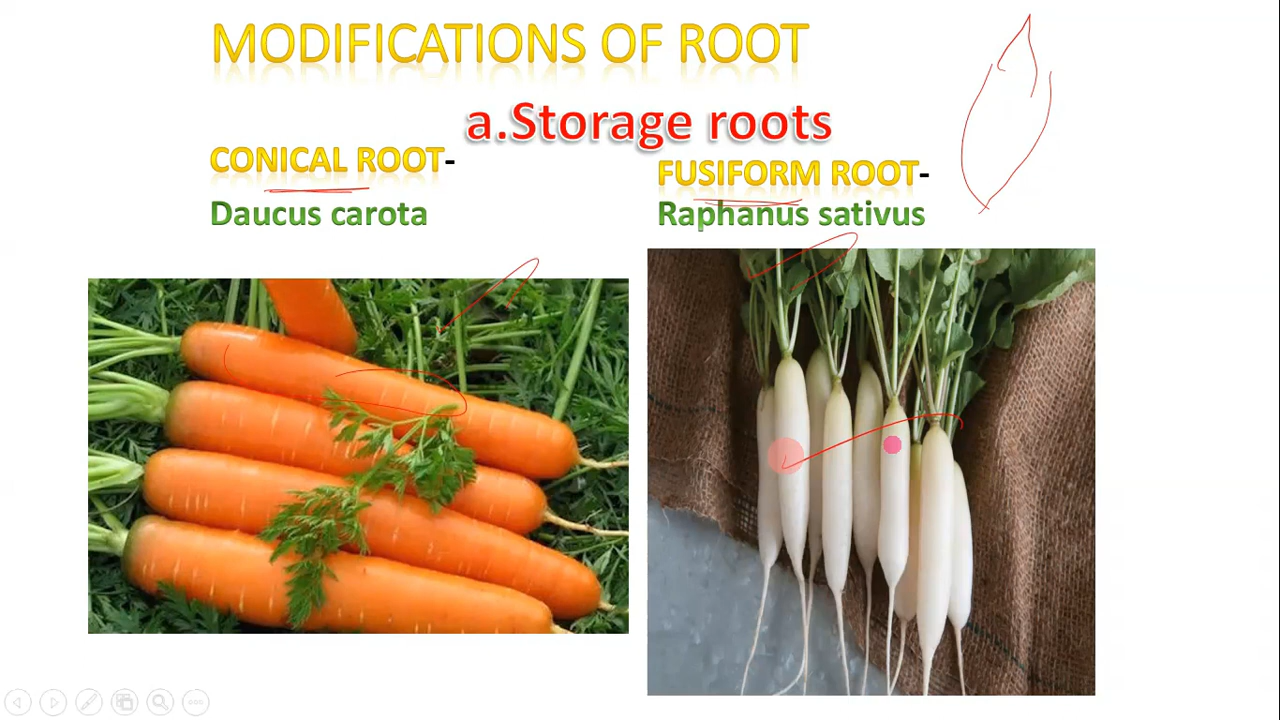 MODIFICATIONS OF ROOT
a.Storage roots
CONICAL ROOT-
Daucus carota
FUSIFORM ROOT-
Raphanus sativus